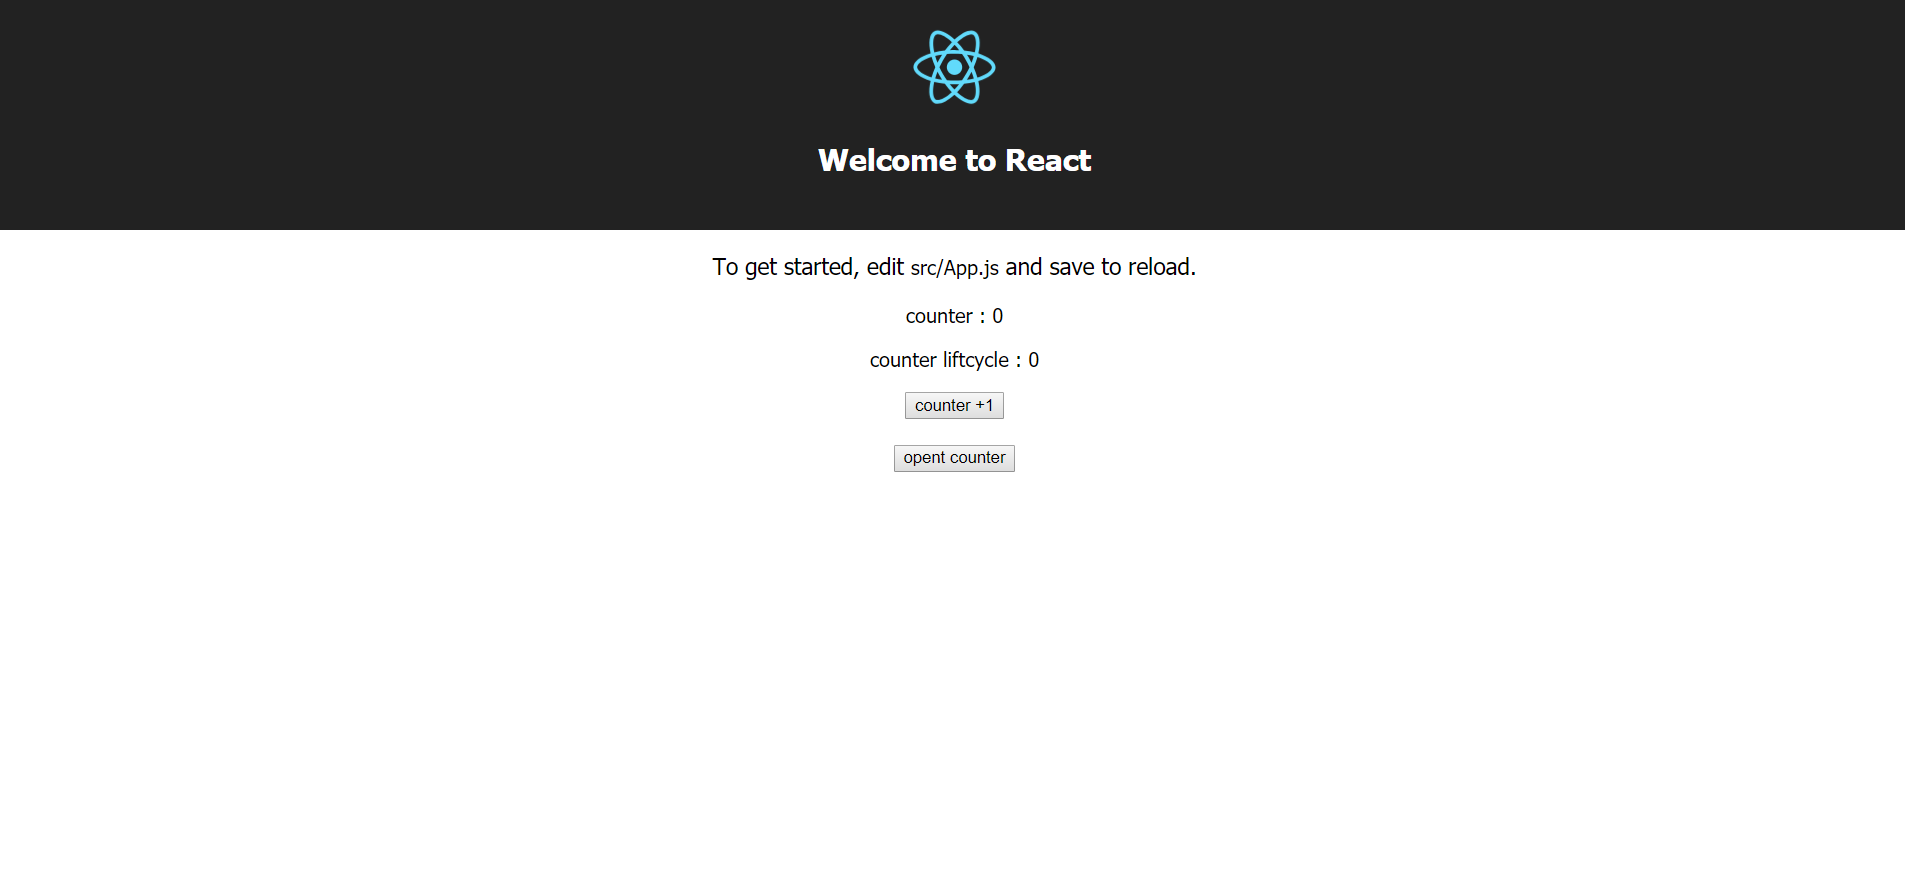 Welcome to React
To get started, edit src/App.js and save to reload.
counter : 0
counter liftcycle : 0
counter +1
opent counter